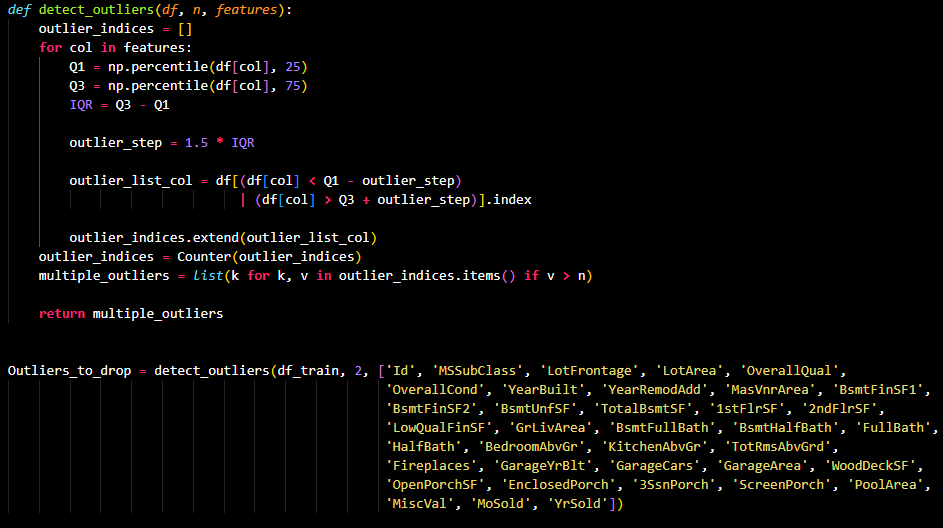 def detect_outliers(df, n, features):
    outlier_indices = []
    for col in features:
        Q1 = np.percentile(df[col], 25)
        Q3 = np.percentile(df[col], 75)
        IQR = Q3 - Q1
        outlier_step = 1.5 * IQR
        outlier_list_col = df[(df[col] < Q1 - outlier_step)
                              | (df[col] > Q3 + outlier_step)].index
        outlier_indices.extend(outlier_list_col)
    outlier_indices = Counter(outlier_indices)
    multiple_outliers = list(k for k, v in outlier_indices.items() if v > n)
    return multiple_outliers
Outliers_to_drop = detect_outliers(df_train, 2, ['Id', 'MSSubClass', 'LotFrontage', 'LotArea', 'OverallQual',
                                                 'OverallCond', 'YearBuilt', 'YearRemodAdd', 'MasVnrArea', 'BsmtFinSF1',
                                                 'BsmtFinSF2', 'BsmtUnfSF', 'TotalBsmtSF', '1stFlrSF', '2ndFlrSF',
                                                 'LowQualFinSF', 'GrLivArea', 'BsmtFullBath', 'BsmtHalfBath', 'FullBath',
                                                 'HalfBath', 'BedroomAbvGr', 'KitchenAbvGr', 'TotRmsAbvGrd',
                                                 'Fireplaces', 'GarageYrBlt', 'GarageCars', 'GarageArea', 'WoodDeckSF',
                                                 'OpenPorchSF', 'EnclosedPorch', '3SsnPorch', 'ScreenPorch', 'PoolArea',
                                                 'MiscVal', 'MoSold', 'YrSold'])